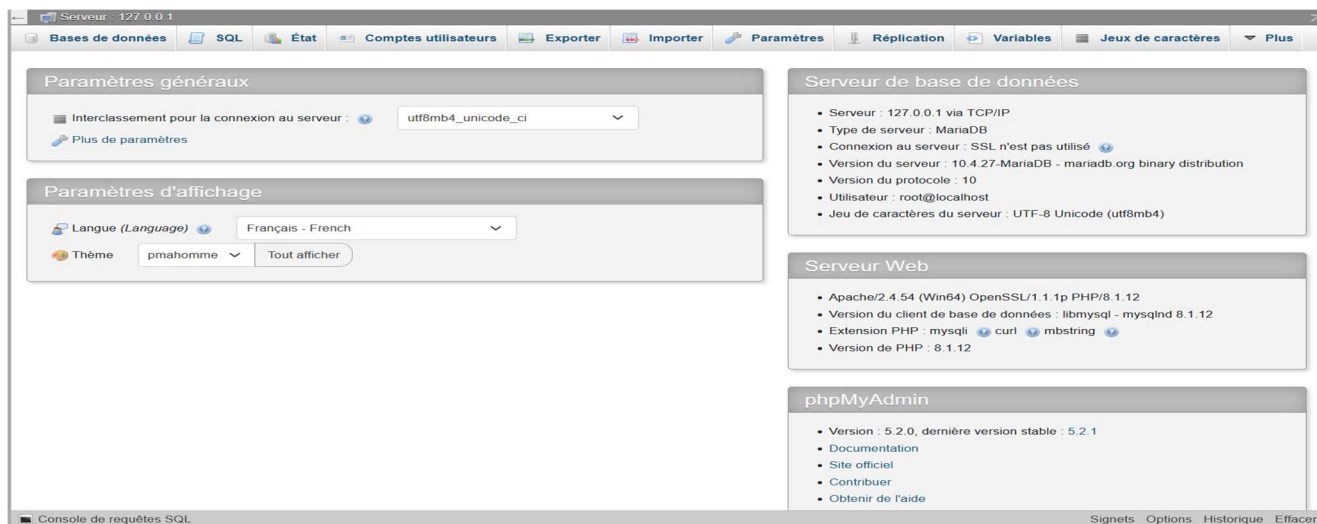 Serveur : 127.0.0.1
Bases de données SQL État Comptes utilisateurs Exporter Importer Paramètres Réplication Variables Jeux de caractères Plus
Paramètres généraux
Interclassement pour la connexion au serveur : utf8mb4_unicode_ci
Plus de paramètres
Paramètres d'affichage
Langue (Language) Français - French
Thème pmahomme Tout afficher
Serveur de base de données
Serveur : 127.0.0.1 via TCP/IP
Type de serveur : MariaDB
Connexion au serveur : SSL n'est pas utilisé
Version du serveur : 10.4.27-MariaDB - mariadb.org binary distribution
Version du protocole : 10
Utilisateur : root@localhost
Jeu de caractères du serveur : UTF-8 Unicode (utf8mb4)
Serveur Web
Apache/2.4.54 (Win64) OpenSSL/1.1.1p PHP/8.1.12
Version du client de base de données : libmysql - mysqlnd 8.1.12
Extension PHP : mysqli curl mbstring
Version de PHP : 8.1.12
phpMyAdmin
Version : 5.2.0, dernière version stable : 5.2.1
Documentation
Site officiel
Contribuer
Obtenir de l'aide
Console de requêtes SQL Signets Options Historique Effacer